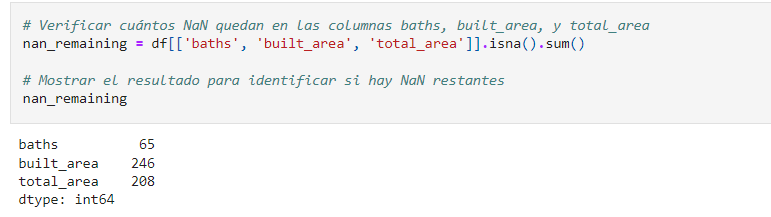 # Verificar cuántos NaN quedan en las columnas baths, built_area, y total_area
nan_remaining = df[['baths', 'built_area', 'total_area']].isna().sum()
# Mostrar el resultado para identificar si hay NaN restantes
nan_remaining
baths 65
built_area 246
total_area 208
dtype: int64